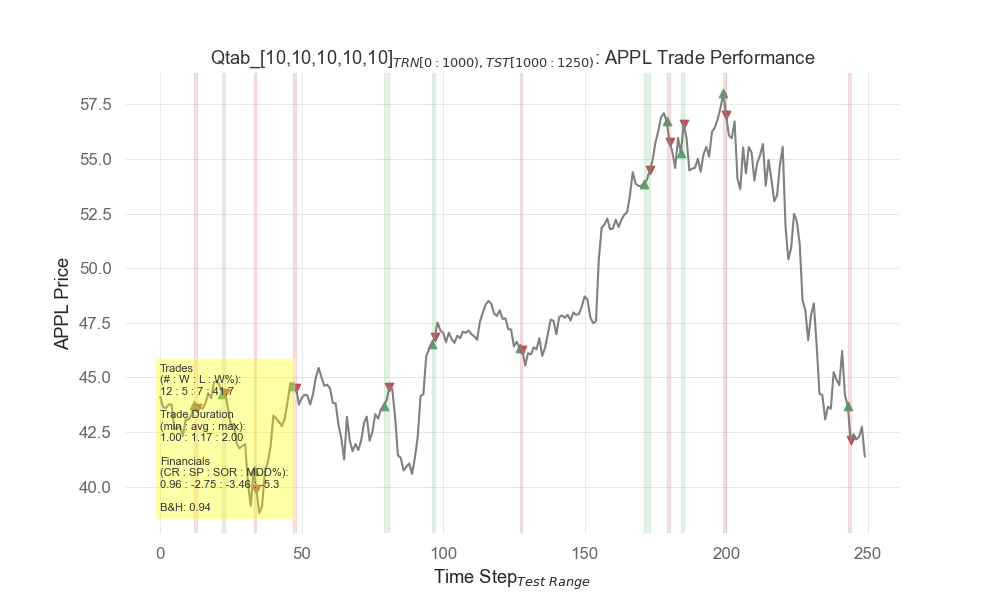 Qtab_[10,10,10,10,10]TRN[0 : 1000), TST[1000 : 1250): APPL Trade Performance
57.5
55.0
52.5
50.0
47.5
45.0
42.5
40.0
APPL Price
Trades
(# : W : L : W%):
12 : 5 : 7 : 41.7
Trade Duration
(min : avg : max):
1.00 : 1.17 : 2.00
Financials
(CR : SP : SOR : MDD%):
0.96 : -2.75 : -3.46 : -5.3
B&H: 0.94
0 50 100 150 200 250
Time StepTest Range